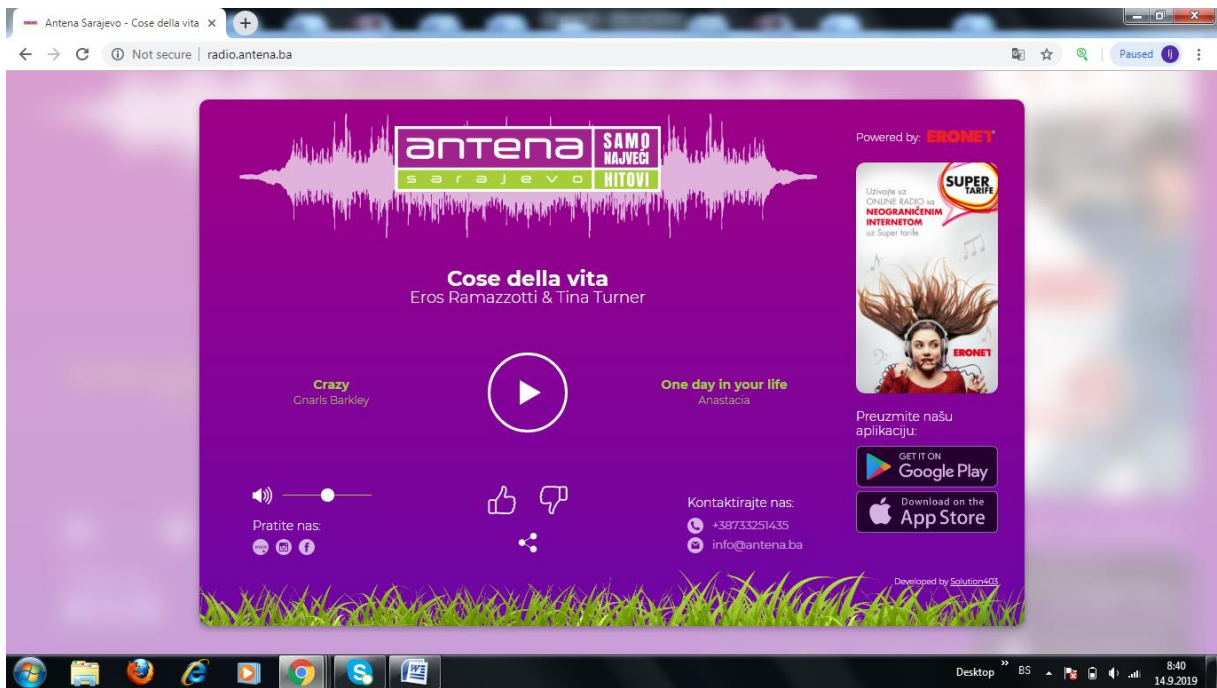 Antena Sarajevo - Cose della vita
Not secure | radio.antena.ba
Paused lj
antena
sarajevo
SAMO
NAJVEĆI
HITOVI
Powered by: ERONET
SUPER
TARIFE
Uživajte uz
ONLINE RADIO sa
NEOGRANIČENIM
INTERNETOM
uz Super tarife
ERONET
Cose della vita
Eros Ramazzotti & Tina Turner
Crazy
Gnarls Barkley
One day in your life
Anastacia
Preuzmite našu
aplikaciju:
GET IT ON
Google Play
Download on the
App Store
Pratite nas:
www
Kontaktirajte nas:
+38733251435
info@antena.ba
Developed by Solution403
Desktop
BS
8:40
14.9.2019